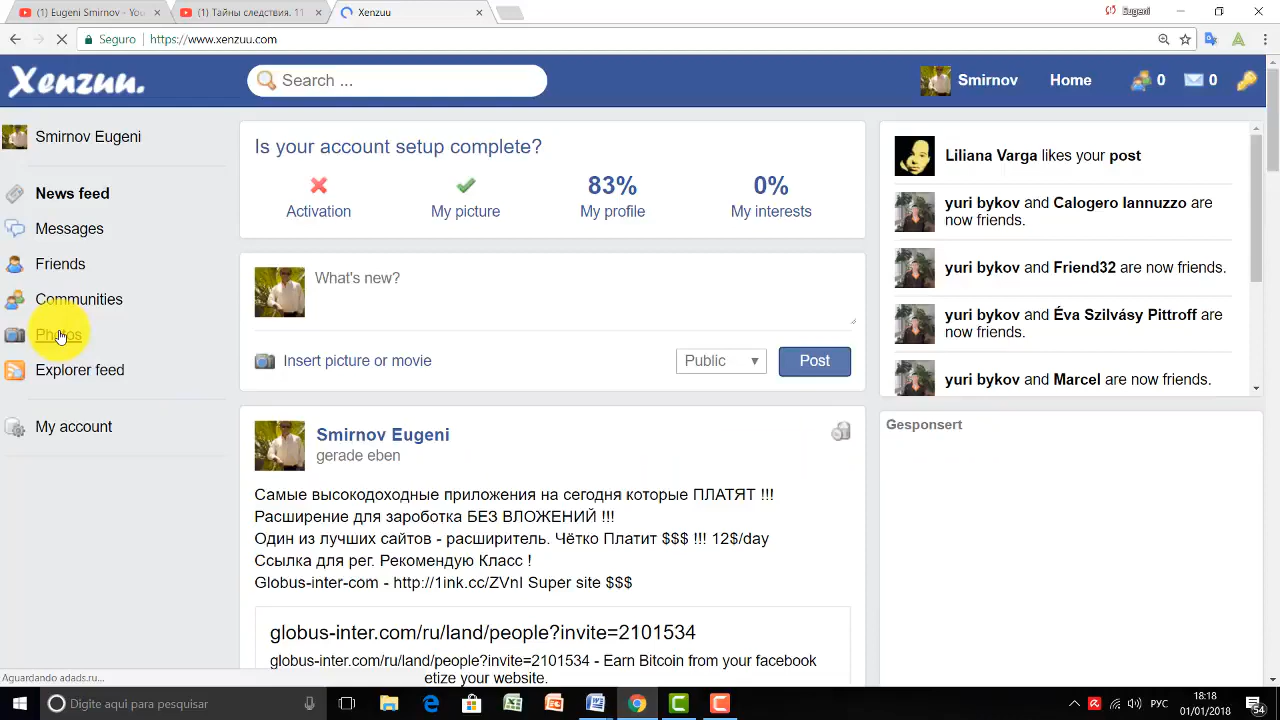 (1) Eugeni Smirnov - You
(1) Тайны следствия. 11
Xenzuu
Eugeni
Seguro
https://www.xenzuu.com
Xenzuu.
Search ...
Smirnov
Home
0
0
Smirnov Eugeni
News feed
Messages
Friends
Communities
Photos
Explorer feed
My account
Is your account setup complete?
Activation
My picture
83%
My profile
0%
My interests
What's new?
Insert picture or movie
Public
Post
Smirnov Eugeni
gerade eben
Самые высокодоходные приложения на сегодня которые ПЛАТЯТ !!!
Расширение для зароботка БЕЗ ВЛОЖЕНИЙ !!!
Один из лучших сайтов - расширитель. Чётко Платит $$$ !!! 12$/day
Ссылка для рег. Рекомендую Класс !
Globus-inter-com - http://1ink.cc/ZVnI Super site $$$
globus-inter.com/ru/land/people?invite=2101534
globus-inter.com/ru/land/people?invite=2101534 - Earn Bitcoin from your facebook
etize your website.
Liliana Varga likes your post
yuri bykov and Calogero Iannuzzo are
now friends.
yuri bykov and Friend32 are now friends.
yuri bykov and Éva Szilvásy Pittroff are
now friends.
yuri bykov and Marcel are now friends.
Gesponsert
Aguardando adads.ru...
Digite aqui para pesquisar
РУС
18:18
01/01/2018
54